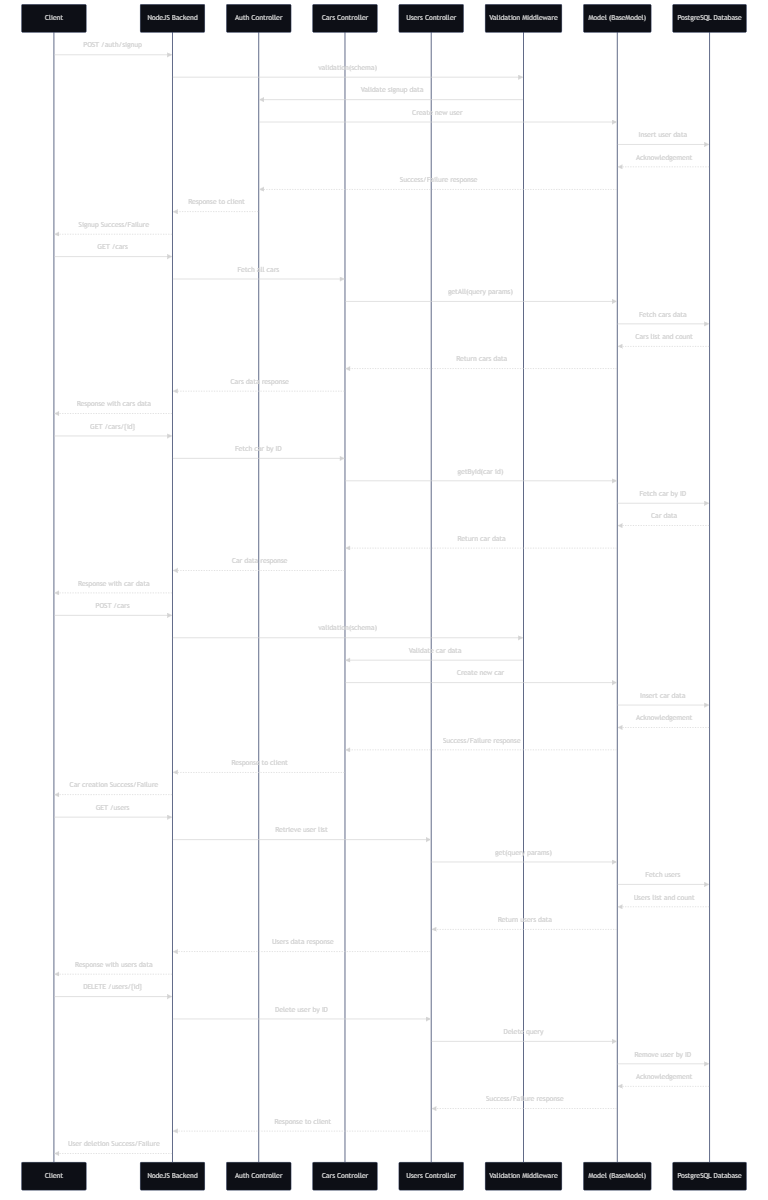 Client NodeJS Backend Auth Controller Cars Controller Users Controller Validation Middleware Model (BaseModel) PostgreSQL Database
POST /auth/signup
validation(schema)
Validate signup data
Create new user
Insert user data
Acknowledgement
Success/Failure response
Response to client
Signup Success/Failure
GET /cars
Fetch all cars
getAll(query params)
Fetch cars data
Cars list and count
Return cars data
Cars data response
Response with cars data
GET /cars/[id]
Fetch car by ID
getById(car id)
Fetch car by ID
Car data
Return car data
Car data response
Response with car data
POST /cars
validation(schema)
Validate car data
Create new car
Insert car data
Acknowledgement
Success/Failure response
Response to client
Car creation Success/Failure
GET /users
Retrieve user list
get(query params)
Fetch users
Users list and count
Return users data
Users data response
Response with users data
DELETE /users/[id]
Delete user by ID
Delete query
Remove user by ID
Acknowledgement
Success/Failure response
Response to client
User deletion Success/Failure
Client NodeJS Backend Auth Controller Cars Controller Users Controller Validation Middleware Model (BaseModel) PostgreSQL Database